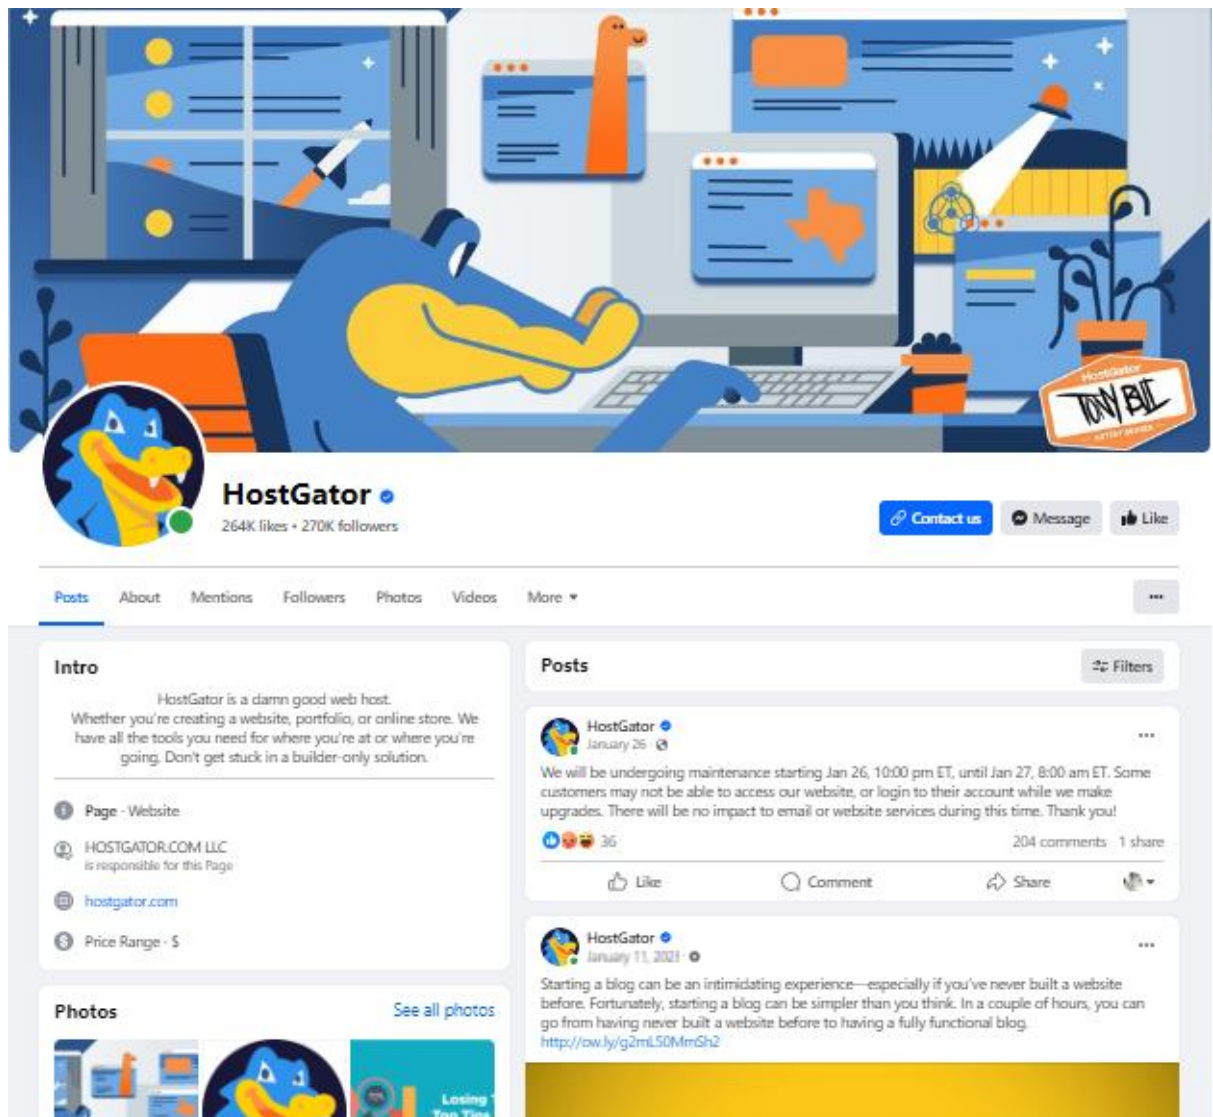 HostGator
TONY BUI
HostGator
264K likes • 270K followers
Contact us
Message
Like
Posts
About
Mentions
Followers
Photos
Videos
More
Intro
HostGator is a damn good web host.
Whether you're creating a website, portfolio, or online store. We
have all the tools you need for where you're at or where you're
going. Don't get stuck in a builder-only solution.
Page · Website
HOSTGATOR.COM LLC
is responsible for this Page
hostgator.com
Price Range · $
Photos
See all photos
Losing
Top Tips
Posts
Filters
HostGator
January 26
We will be undergoing maintenance starting Jan 26, 10:00 pm ET, until Jan 27, 8:00 am ET. Some
customers may not be able to access our website, or login to their account while we make
upgrades. There will be no impact to email or website services during this time. Thank you!
36
204 comments 1 share
Like
Comment
Share
HostGator
January 11,
Starting a blog can be an intimidating experience—especially if you've never built a website
before. Fortunately, starting a blog can be simpler than you think. In a couple of hours, you can
go from having never built a website before to having a fully functional blog.
http://ow.ly/g2mL50MmSh2